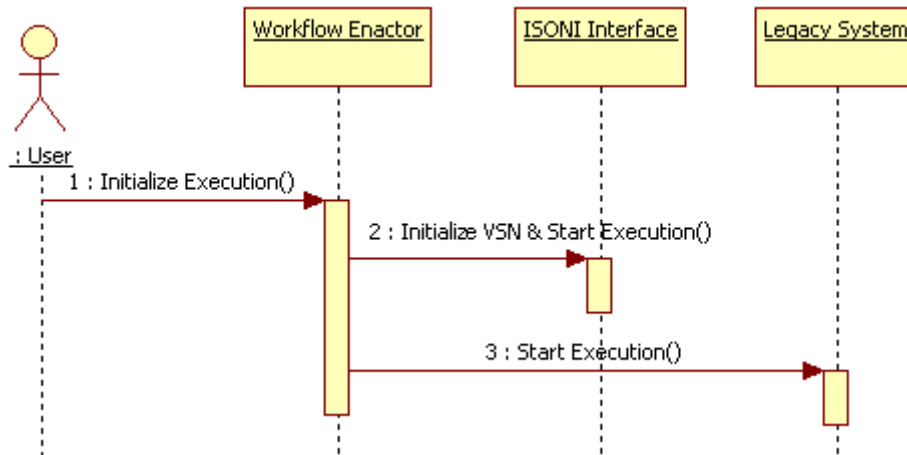 Workflow Enactor
ISONI Interface
Legacy System
: User
1 : Initialize Execution()
2 : Initialize VSN & Start Execution()
3 : Start Execution()